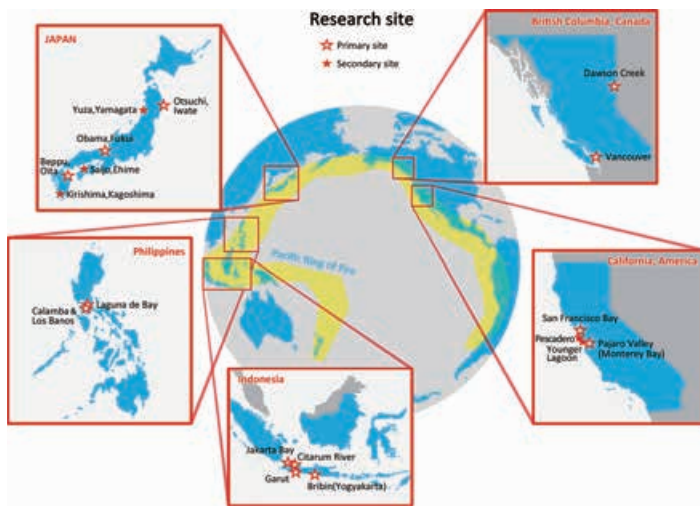 Research site
Primary site
Secondary site
JAPAN
Yuza,Yamagata
Otsuchi,
Iwate
Obama,Fukui
Beppu,
Oita
Saijo,Ehime
Kirishima,Kagoshima
British Columbia, Canada
Dawson Creek
Vancouver
Pacific Ring of Fire
Philippines
Laguna de Bay
Calamba &
Los Banos
California, America
San Francisco Bay
Pescadero
Younger
Lagoon
Pajaro Valley
(Monterey Bay)
Indonesia
Jakarta Bay
Citarum River
Garut
Bribin(Yogyakarta)